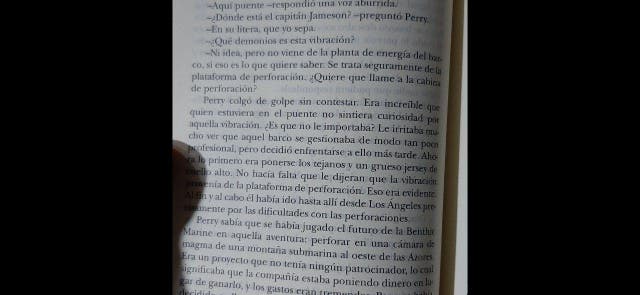 –Aquí puente –respondió una voz aburrida.
–¿Dónde está el capitán Jameson? –preguntó Perry.
–En su litera, que yo sepa.
–¿Qué demonios es esta vibración?
–Ni idea, pero no viene de la planta de energía del bar-
co, si eso es lo que quiere saber. Se trata seguramente de la
plataforma de perforación. ¿Quiere que llame a la cabina
de perforación?
Perry colgó de golpe sin contestar. Era increíble que
quien estuviera en el puente no sintiera curiosidad por
aquella vibración. ¿Es que no le importaba? Le irritaba mu-
cho ver que aquel barco se gestionaba de modo tan poco
profesional, pero decidió enfrentarse a ello más tarde. Aho-
ra lo primero era ponerse los tejanos y un grueso jersey de
cuello alto. No hacía falta que le dijeran que la vibración
provenía de la plataforma de perforación. Eso era evidente.
Al fin y al cabo él había ido hasta allí desde Los Ángeles pre-
cisamente por las dificultades con las perforaciones.
Perry sabía que se había jugado el futuro de la Benthic
Marine en aquella aventura: perforar en una cámara de
magma de una montaña submarina al oeste de las Azores.
Era un proyecto que no tenía ningún patrocinador, lo cual
significaba que la compañía estaba poniendo dinero en lu-
gar de ganarlo, y los gastos eran